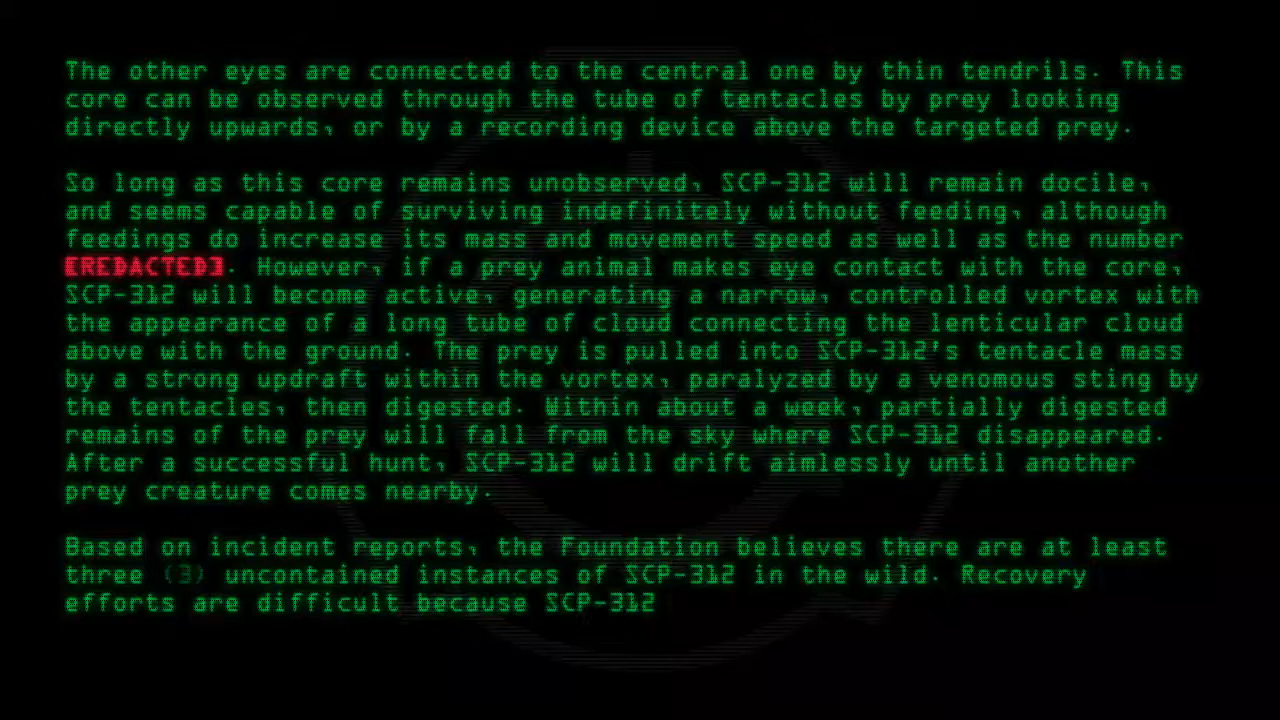 The other eyes are connected to the central one by thin tendrils. This
core can be observed through the tube of tentacles by prey looking
directly upwards, or by a recording device above the targeted prey.
So long as this core remains unobserved, SCP-312 will remain docile,
and seems capable of surviving indefinitely without feeding, although
feedings do increase its mass and movement speed as well as the number
[REDACTED]. However, if a prey animal makes eye contact with the core,
SCP-312 will become active, generating a narrow, controlled vortex with
the appearance of a long tube of cloud connecting the lenticular cloud
above with the ground. The prey is pulled into SCP-312's tentacle mass
by a strong updraft within the vortex, paralyzed by a venomous sting by
the tentacles, then digested. Within about a week, partially digested
remains of the prey will fall from the sky where SCP-312 disappeared.
After a successful hunt, SCP-312 will drift aimlessly until another
prey creature comes nearby.
Based on incident reports, the Foundation believes there are at least
three (3) uncontained instances of SCP-312 in the wild. Recovery
efforts are difficult because SCP-312